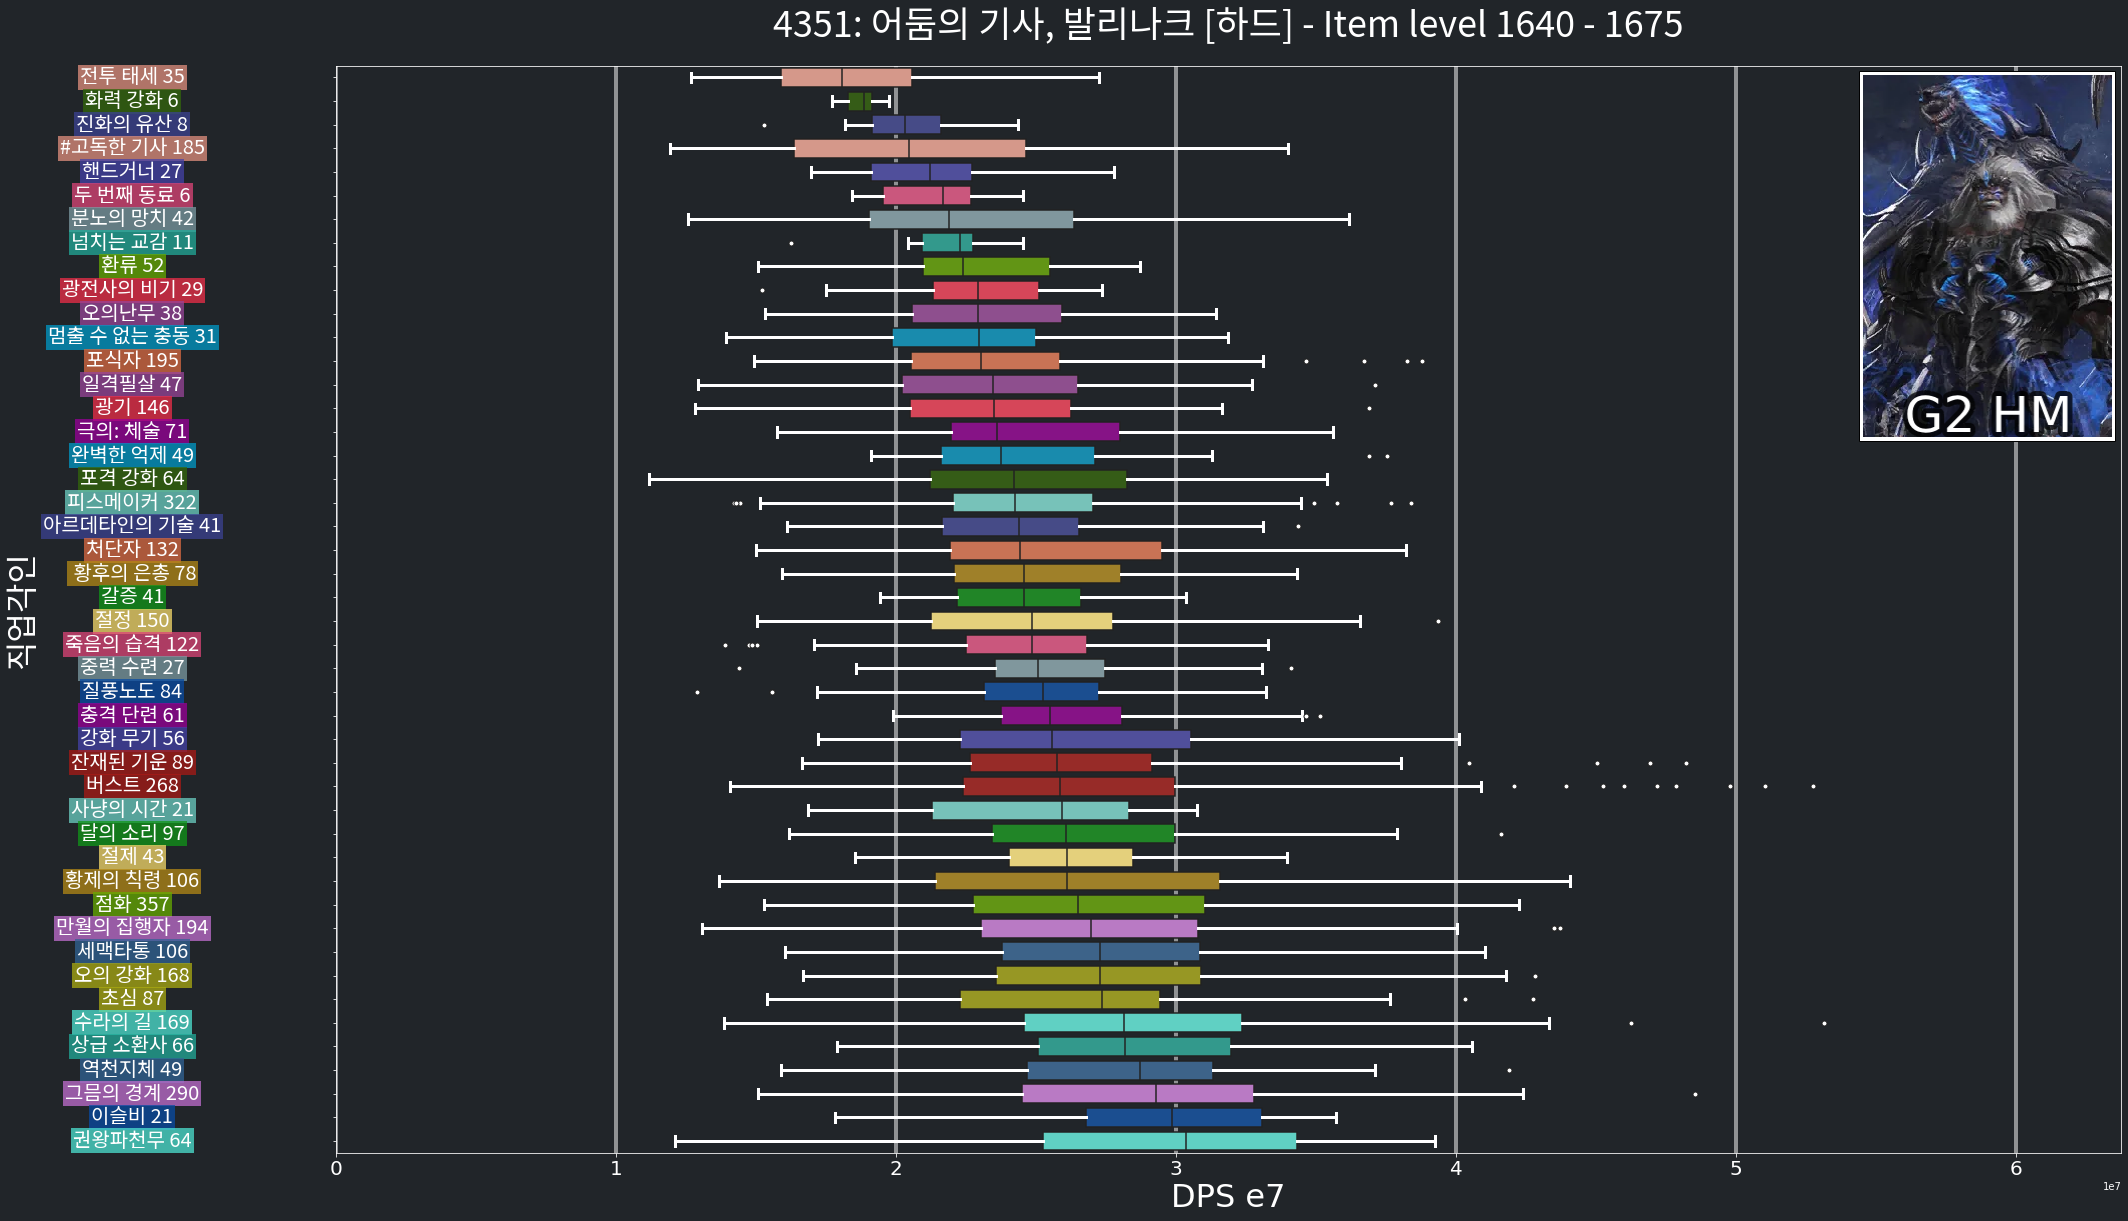 4351: 어둠의 기사, 발리나크 [하드] - Item level 1640 - 1675
직업각인
전투 태세 35
화력 강화 6
진화의 유산 8
#고독한 기사 185
핸드거너 27
두 번째 동료 6
분노의 망치 42
넘치는 교감 11
환류 52
광전사의 비기 29
오의난무 38
멈출 수 없는 충동 31
포식자 195
일격필살 47
광기 146
극의: 체술 71
완벽한 억제 49
포격 강화 64
피스메이커 322
아르데타인의 기술 41
처단자 132
황후의 은총 78
갈증 41
절정 150
죽음의 습격 122
중력 수련 27
질풍노도 84
충격 단련 61
강화 무기 56
잔재된 기운 89
버스트 268
사냥의 시간 21
달의 소리 97
절제 43
황제의 칙령 106
점화 357
만월의 집행자 194
세맥타통 106
오의 강화 168
초심 87
수라의 길 169
상급 소환사 66
역천지체 49
그믐의 경계 290
이슬비 21
권왕파천무 64
G2 HM
0 1 2 3 4 5 6
1e7
DPS e7